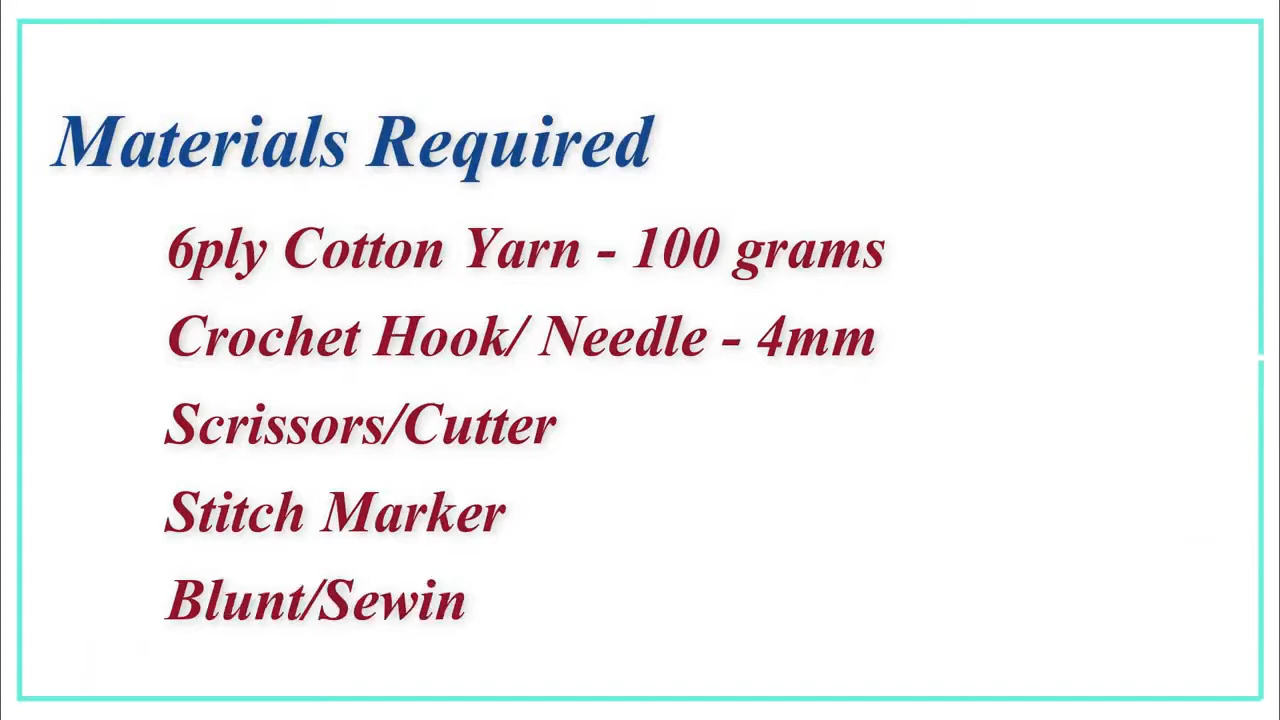 Materials Required
6ply Cotton Yarn - 100 grams
Crochet Hook/ Needle - 4mm
Scrissors/Cutter
Stitch Marker
Blunt/Sewin